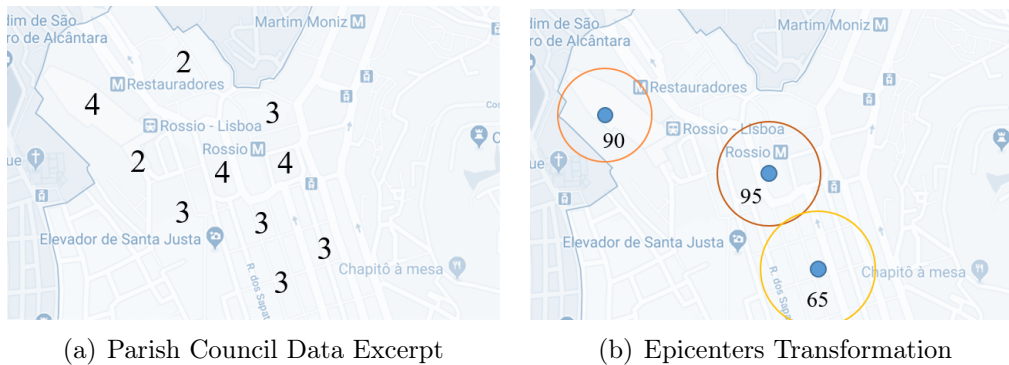 dim de São
ro de Alcântara
Martim Moniz
2
Restauradores
4
3
Rossio - Lisboa
Rossio
2
4
4
que
3
3
Elevador de Santa Justa
3
Chapitô à mesa
3
R. dos Sapat
(a) Parish Council Data Excerpt
dim de São
ro de Alcântara
Martim Moniz
Restauradores
Rossio - Lisboa
90
Rossio
95
Elevador de Santa Justa
Chapitô à mesa
65
R. dos Sapat
(b) Epicenters Transformation